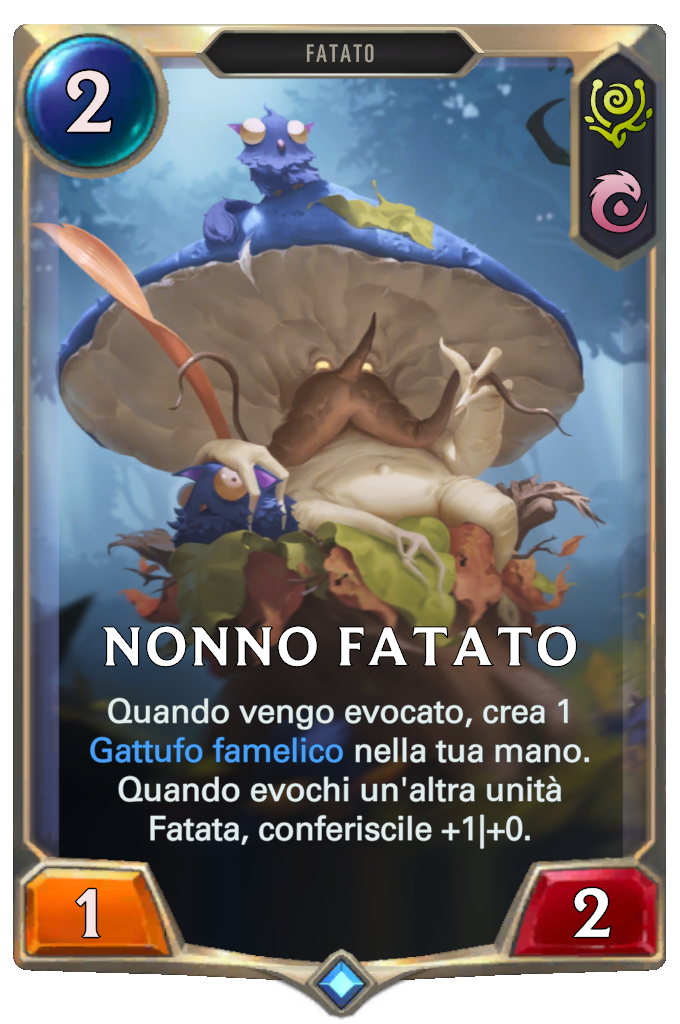 FATATO
2
NONNO FATATO
Quando vengo evocato, crea 1
Gattufo famelico nella tua mano.
Quando evochi un'altra unità
Fatata, conferiscile +1|+0.
1
2